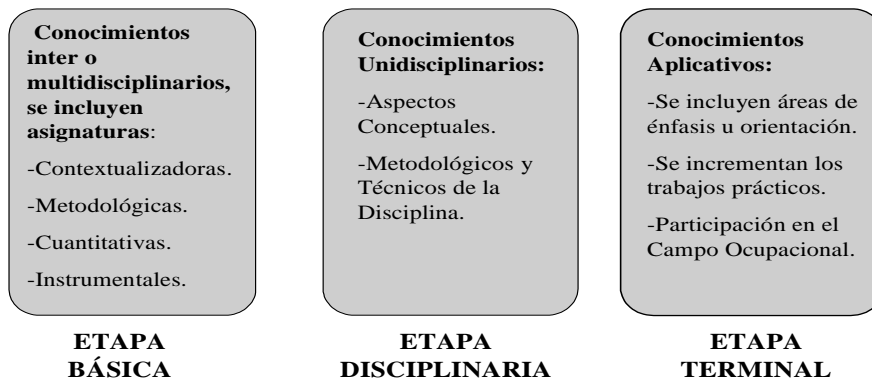 Conocimientos
inter o
multidisciplinarios,
se incluyen
asignaturas:
-Contextualizadoras.
-Metodológicas.
-Cuantitativas.
-Instrumentales.
ETAPA
BÁSICA
Conocimientos
Unidisciplinarios:
-Aspectos
Conceptuales.
-Metodológicos y
Técnicos de la
Disciplina.
ETAPA
DISCIPLINARIA
Conocimientos
Aplicativos:
-Se incluyen áreas de
énfasis u orientación.
-Se incrementan los
trabajos prácticos.
-Participación en el
Campo Ocupacional.
ETAPA
TERMINAL